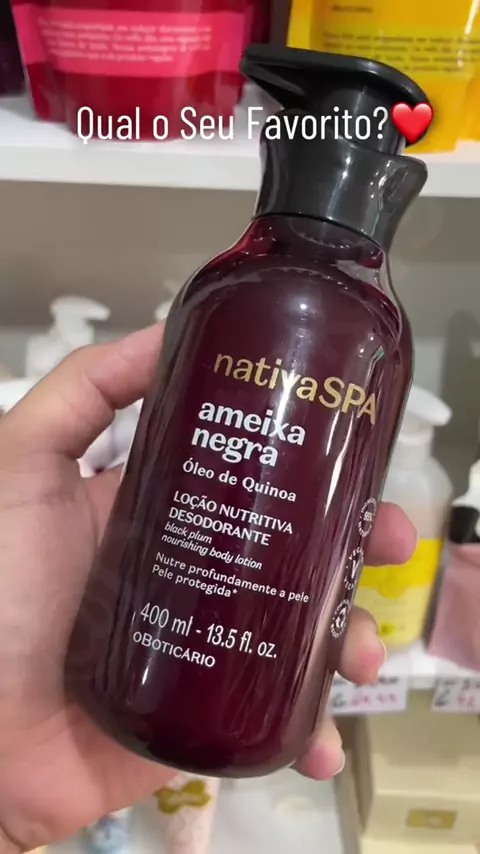 Qual o Seu Favorito?❤️
nativaSPA
ameixa
negra
Óleo de Quinoa
LOÇÃO NUTRITIVA
DESODORANTE
black plum
nourishing body lotion
Nutre profundamente a pele
Pele protegida*
400 ml - 13.5 fl. oz.
oBOTICÁRIO